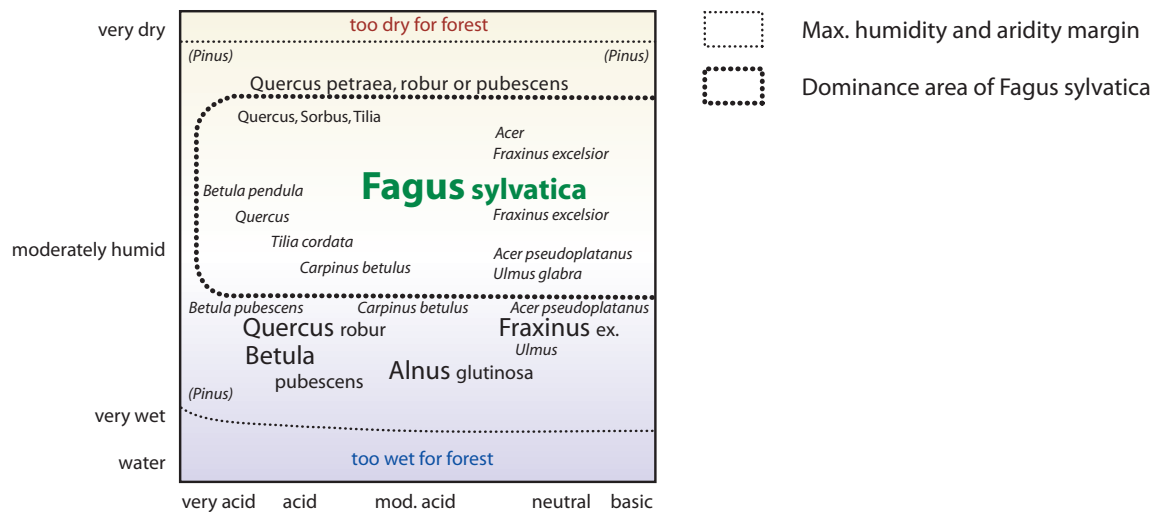 very dry
too dry for forest
(Pinus)
(Pinus)
Quercus petraea, robur or pubescens
Quercus, Sorbus, Tilia
Acer
Fraxinus excelsior
Fagus sylvatica
Betula pendula
Quercus
Fraxinus excelsior
Tilia cordata
moderately humid
Acer pseudoplatanus
Carpinus betulus
Ulmus glabra
Betula pubescens
Carpinus betulus
Acer pseudoplatanus
Quercus robur
Fraxinus ex.
Ulmus
Betula
pubescens
Alnus glutinosa
(Pinus)
very wet
water
too wet for forest
very acid
acid
mod. acid
neutral
basic
Max. humidity and aridity margin
Dominance area of Fagus sylvatica